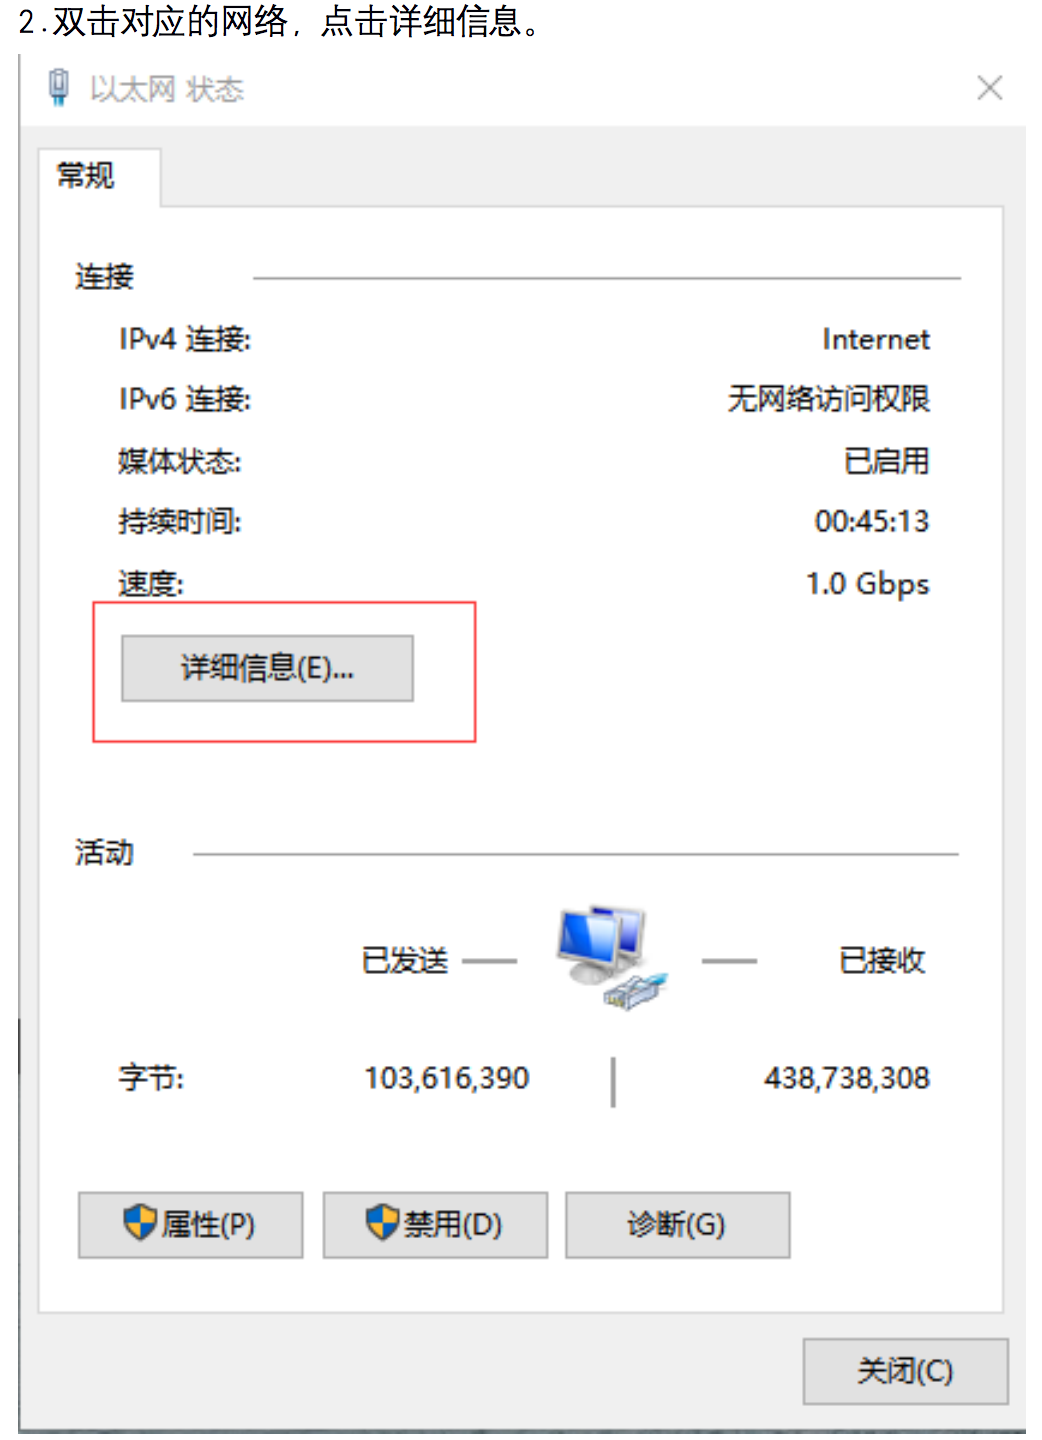 2.双击对应的网络，点击详细信息。
以太网 状态
常规
连接
IPv4 连接: Internet
IPv6 连接: 无网络访问权限
媒体状态: 已启用
持续时间: 00:45:13
速度: 1.0 Gbps
详细信息(E)...
活动
已发送 — — 已接收
字节: 103,616,390 438,738,308
属性(P) 禁用(D) 诊断(G)
关闭(C)